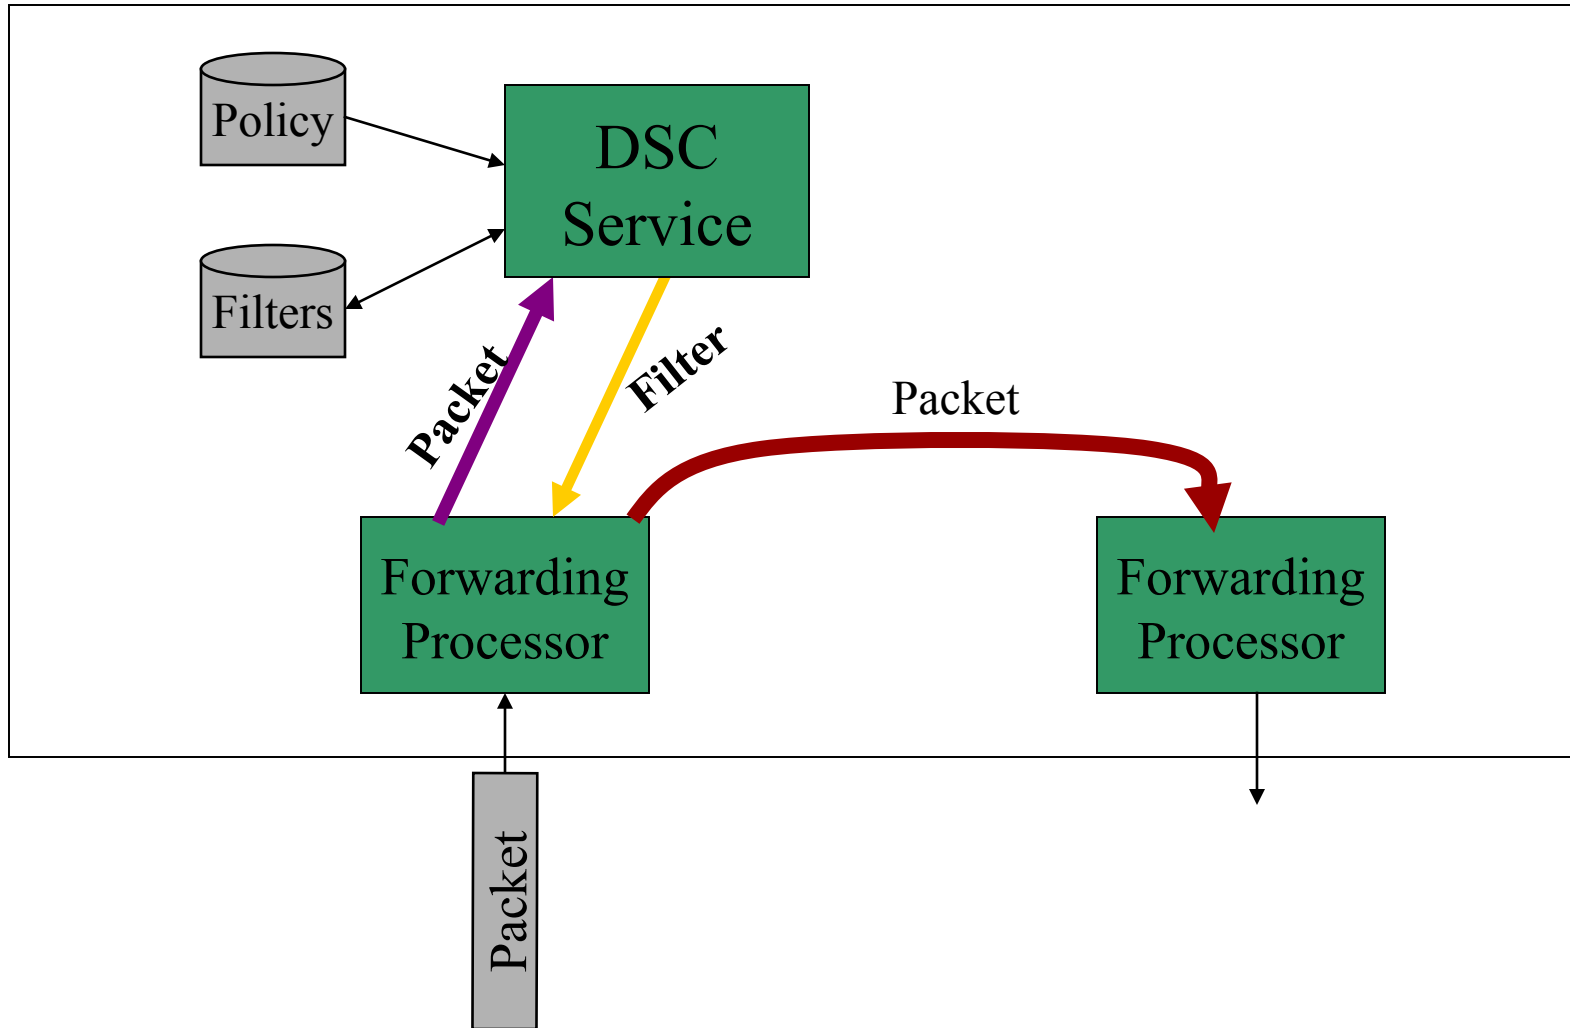 Policy
DSC
Service
Filters
Packet
Filter
Packet
Forwarding
Processor
Forwarding
Processor
Packet